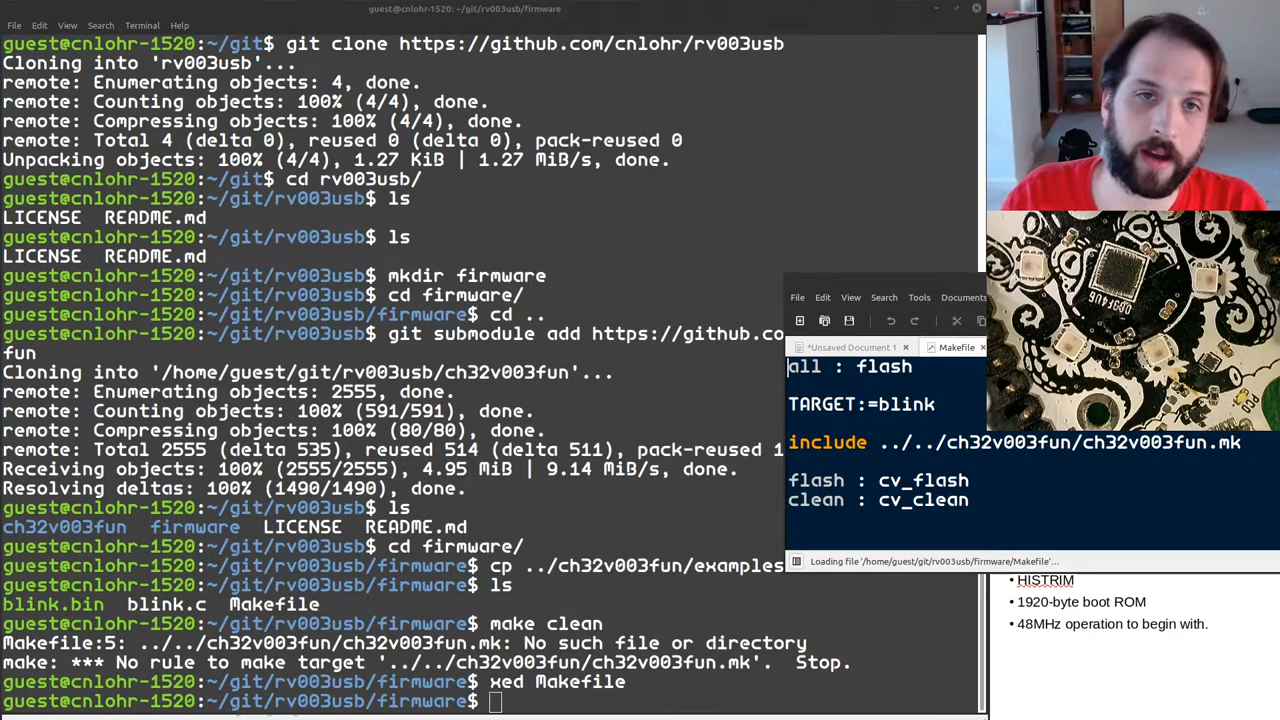 guest@cnlohr-1520: ~/git/rv003usb/firmware
File Edit View Search Terminal Help
guest@cnlohr-1520:~/git$ git clone https://github.com/cnlohr/rv003usb
Cloning into 'rv003usb'...
remote: Enumerating objects: 4, done.
remote: Counting objects: 100% (4/4), done.
remote: Compressing objects: 100% (4/4), done.
remote: Total 4 (delta 0), reused 0 (delta 0), pack-reused 0
Unpacking objects: 100% (4/4), 1.27 KiB | 1.27 MiB/s, done.
guest@cnlohr-1520:~/git$ cd rv003usb/
guest@cnlohr-1520:~/git/rv003usb$ ls
LICENSE README.md
guest@cnlohr-1520:~/git/rv003usb$ ls
LICENSE README.md
guest@cnlohr-1520:~/git/rv003usb$ mkdir firmware
guest@cnlohr-1520:~/git/rv003usb$ cd firmware/
guest@cnlohr-1520:~/git/rv003usb/firmware$ cd ..
guest@cnlohr-1520:~/git/rv003usb$ git submodule add https://github.co
fun
Cloning into '/home/guest/git/rv003usb/ch32v003fun'...
remote: Enumerating objects: 2555, done.
remote: Counting objects: 100% (591/591), done.
remote: Compressing objects: 100% (80/80), done.
remote: Total 2555 (delta 535), reused 514 (delta 511), pack-reused 1
Receiving objects: 100% (2555/2555), 4.95 MiB | 9.14 MiB/s, done.
Resolving deltas: 100% (1490/1490), done.
guest@cnlohr-1520:~/git/rv003usb$ ls
ch32v003fun firmware LICENSE README.md
guest@cnlohr-1520:~/git/rv003usb$ cd firmware/
guest@cnlohr-1520:~/git/rv003usb/firmware$ cp ../ch32v003fun/examples
guest@cnlohr-1520:~/git/rv003usb/firmware$ ls
blink.bin blink.c Makefile
guest@cnlohr-1520:~/git/rv003usb/firmware$ make clean
Makefile:5: ../../ch32v003fun/ch32v003fun.mk: No such file or directory
make: *** No rule to make target '../../ch32v003fun/ch32v003fun.mk'. Stop.
guest@cnlohr-1520:~/git/rv003usb/firmware$ xed Makefile
guest@cnlohr-1520:~/git/rv003usb/firmware$
File Edit View Search Tools Documents
*Unsaved Document 1 Makefile
all : flash
TARGET:=blink
include ../../ch32v003fun/ch32v003fun.mk
flash : cv_flash
clean : cv_clean
Loading file '/home/guest/git/rv003usb/firmware/Makefile'...
• HISTRIM
• 1920-byte boot ROM
• 48MHz operation to begin with.